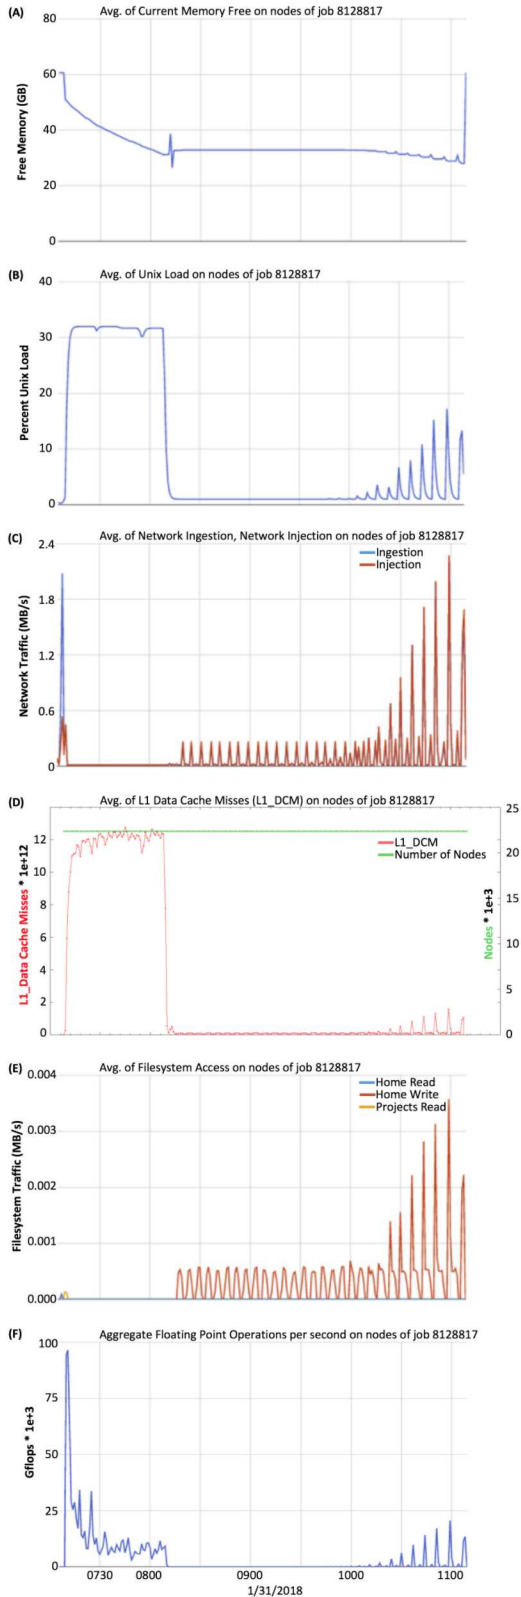 (A) Avg. of Current Memory Free on nodes of job 8128817
80
60
40
20
0
Free Memory (GB)
(B) Avg. of Unix Load on nodes of job 8128817
40
30
20
10
0
Percent Unix Load
(C) Avg. of Network Ingestion, Network Injection on nodes of job 8128817
2.4
1.8
1.2
0.6
0
Network Traffic (MB/s)
Ingestion
Injection
(D) Avg. of L1 Data Cache Misses (L1_DCM) on nodes of job 8128817
12
10
8
6
4
2
0
L1_Data Cache Misses * 1e+12
L1_DCM
Number of Nodes
25
20
15
10
5
0
Nodes * 1e+3
(E) Avg. of Filesystem Access on nodes of job 8128817
0.004
0.003
0.002
0.001
0.000
Filesystem Traffic (MB/s)
Home Read
Home Write
Projects Read
(F) Aggregate Floating Point Operations per second on nodes of job 8128817
100
75
50
25
0
Gflops * 1e+3
0730 0800 0900 1000 1100
1/31/2018